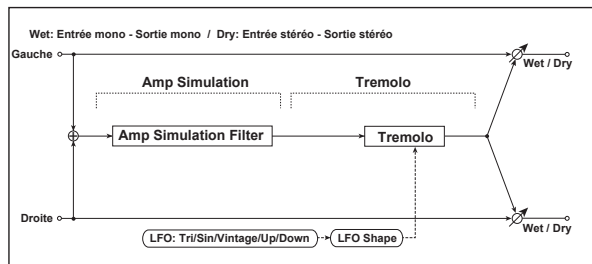 Wet: Entrée mono - Sortie mono / Dry: Entrée stéréo - Sortie stéréo
Gauche
Wet / Dry
Amp Simulation
Tremolo
Amp Simulation Filter
Tremolo
Droite
Wet / Dry
LFO: Tri/Sin/Vintage/Up/Down
LFO Shape